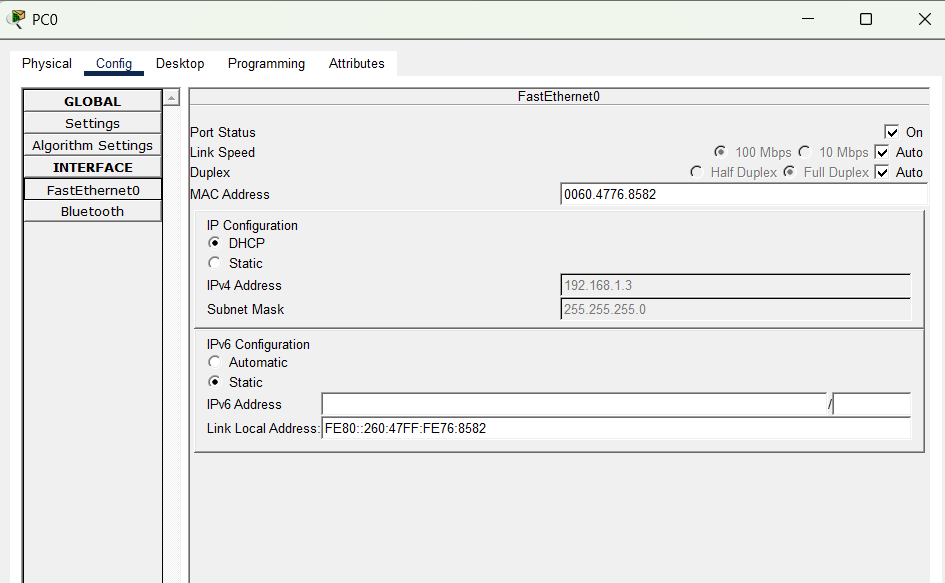 PC0
Physical Config Desktop Programming Attributes
GLOBAL
Settings
Algorithm Settings
INTERFACE
FastEthernet0
Bluetooth
FastEthernet0
Port Status On
Link Speed 100 Mbps 10 Mbps Auto
Duplex Half Duplex Full Duplex Auto
MAC Address 0060.4776.8582
IP Configuration
DHCP
Static
IPv4 Address 192.168.1.3
Subnet Mask 255.255.255.0
IPv6 Configuration
Automatic
Static
IPv6 Address /
Link Local Address: FE80::260:47FF:FE76:8582